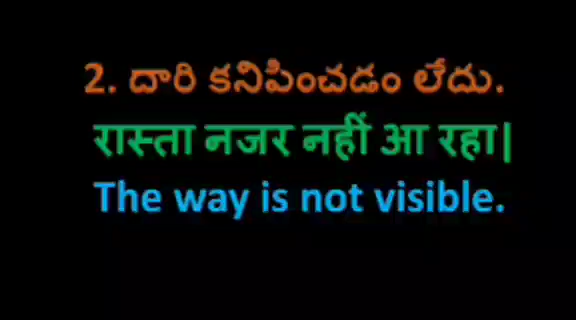 2. దారి కనిపించడం లేదు.
रास्ता नजर नहीं आ रहा|
The way is not visible.